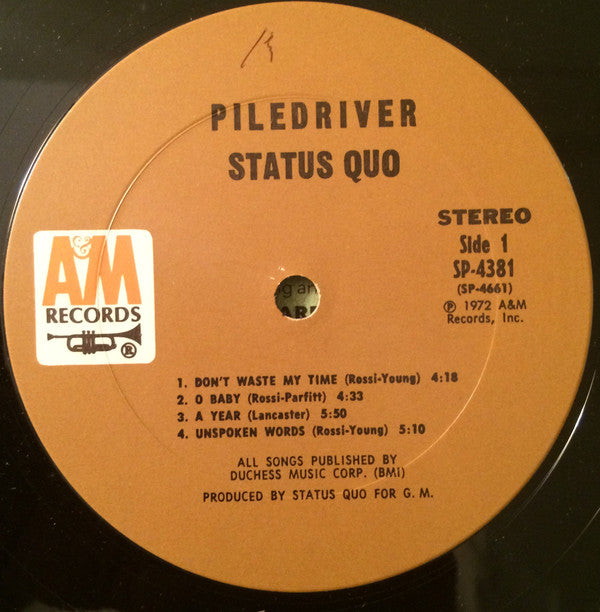 PILEDRIVER
STATUS QUO
STEREO
Side 1
SP-4381
(SP-4661)
℗ 1972 A&M
Records, Inc.
A&M
RECORDS
®
1. DON'T WASTE MY TIME (Rossi-Young) 4:18
2. O BABY (Rossi-Parfitt) 4:33
3. A YEAR (Lancaster) 5:50
4. UNSPOKEN WORDS (Rossi-Young) 5:10
ALL SONGS PUBLISHED BY
DUCHESS MUSIC CORP. (BMI)
PRODUCED BY STATUS QUO FOR G. M.